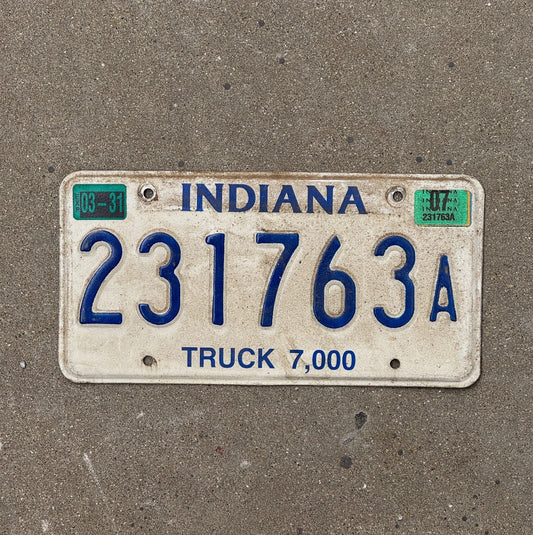 03-31
INDIANA
07
231763A
231763A
TRUCK 7,000